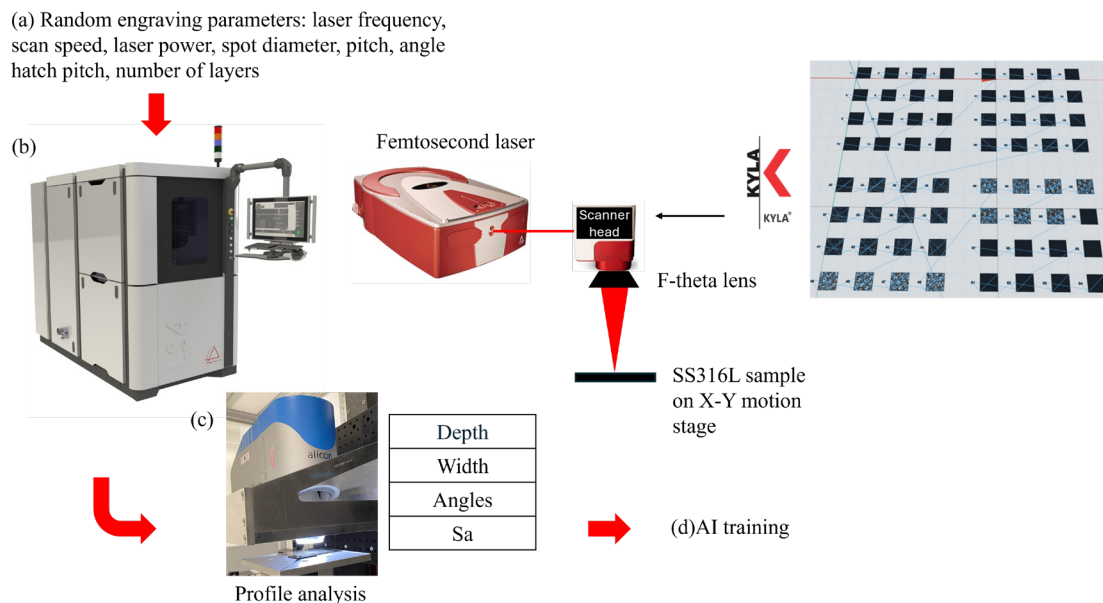 (a) Random engraving parameters: laser frequency,
scan speed, laser power, spot diameter, pitch, angle
hatch pitch, number of layers
(b)
Femtosecond laser
Scanner
head
KYLA
KYLA®
F-theta lens
SS316L sample
on X-Y motion
stage
(c)
alicon
Depth
Width
Angles
Sa
(d)AI training
Profile analysis